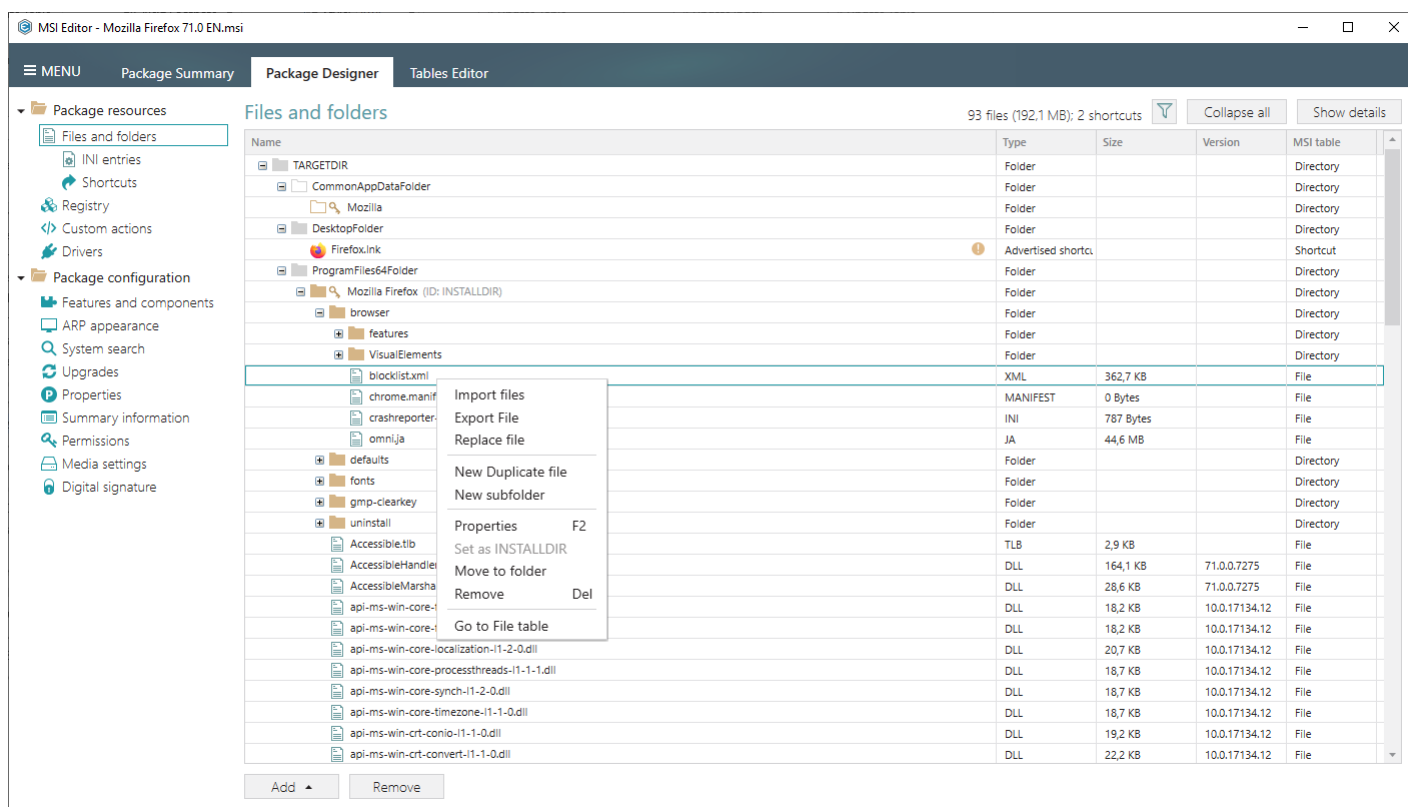 MSI Editor - Mozilla Firefox 71.0 EN.msi
MENU Package Summary Package Designer Tables Editor
Package resources
Files and folders
INI entries
Shortcuts
Registry
Custom actions
Drivers
Package configuration
Features and components
ARP appearance
System search
Upgrades
Properties
Summary information
Permissions
Media settings
Digital signature
Files and folders 93 files (192,1 MB); 2 shortcuts Collapse all Show details
Name Type Size Version MSI table
TARGETDIR Folder Directory
CommonAppDataFolder Folder Directory
Mozilla Folder Directory
DesktopFolder Folder Directory
Firefox.lnk Advertised shortcu Shortcut
ProgramFiles64Folder Folder Directory
Mozilla Firefox (ID: INSTALLDIR) Folder Directory
browser Folder Directory
features Folder Directory
VisualElements Folder Directory
blocklist.xml XML 362,7 KB File
chrome.manif MANIFEST 0 Bytes File
crashreporter- INI 787 Bytes File
omni.ja JA 44,6 MB File
defaults Folder Directory
fonts Folder Directory
gmp-clearkey Folder Directory
uninstall Folder Directory
Accessible.tlb TLB 2,9 KB File
AccessibleHandler DLL 164,1 KB 71.0.0.7275 File
AccessibleMarsha DLL 28,6 KB 71.0.0.7275 File
api-ms-win-core-f DLL 18,2 KB 10.0.17134.12 File
api-ms-win-core-f DLL 18,2 KB 10.0.17134.12 File
api-ms-win-core-localization-l1-2-0.dll DLL 20,7 KB 10.0.17134.12 File
api-ms-win-core-processthreads-l1-1-1.dll DLL 18,7 KB 10.0.17134.12 File
api-ms-win-core-synch-l1-2-0.dll DLL 18,7 KB 10.0.17134.12 File
api-ms-win-core-timezone-l1-1-0.dll DLL 18,7 KB 10.0.17134.12 File
api-ms-win-crt-conio-l1-1-0.dll DLL 19,2 KB 10.0.17134.12 File
api-ms-win-crt-convert-l1-1-0.dll DLL 22,2 KB 10.0.17134.12 File
Import files
Export File
Replace file
New Duplicate file
New subfolder
Properties F2
Set as INSTALLDIR
Move to folder
Remove Del
Go to File table
Add Remove